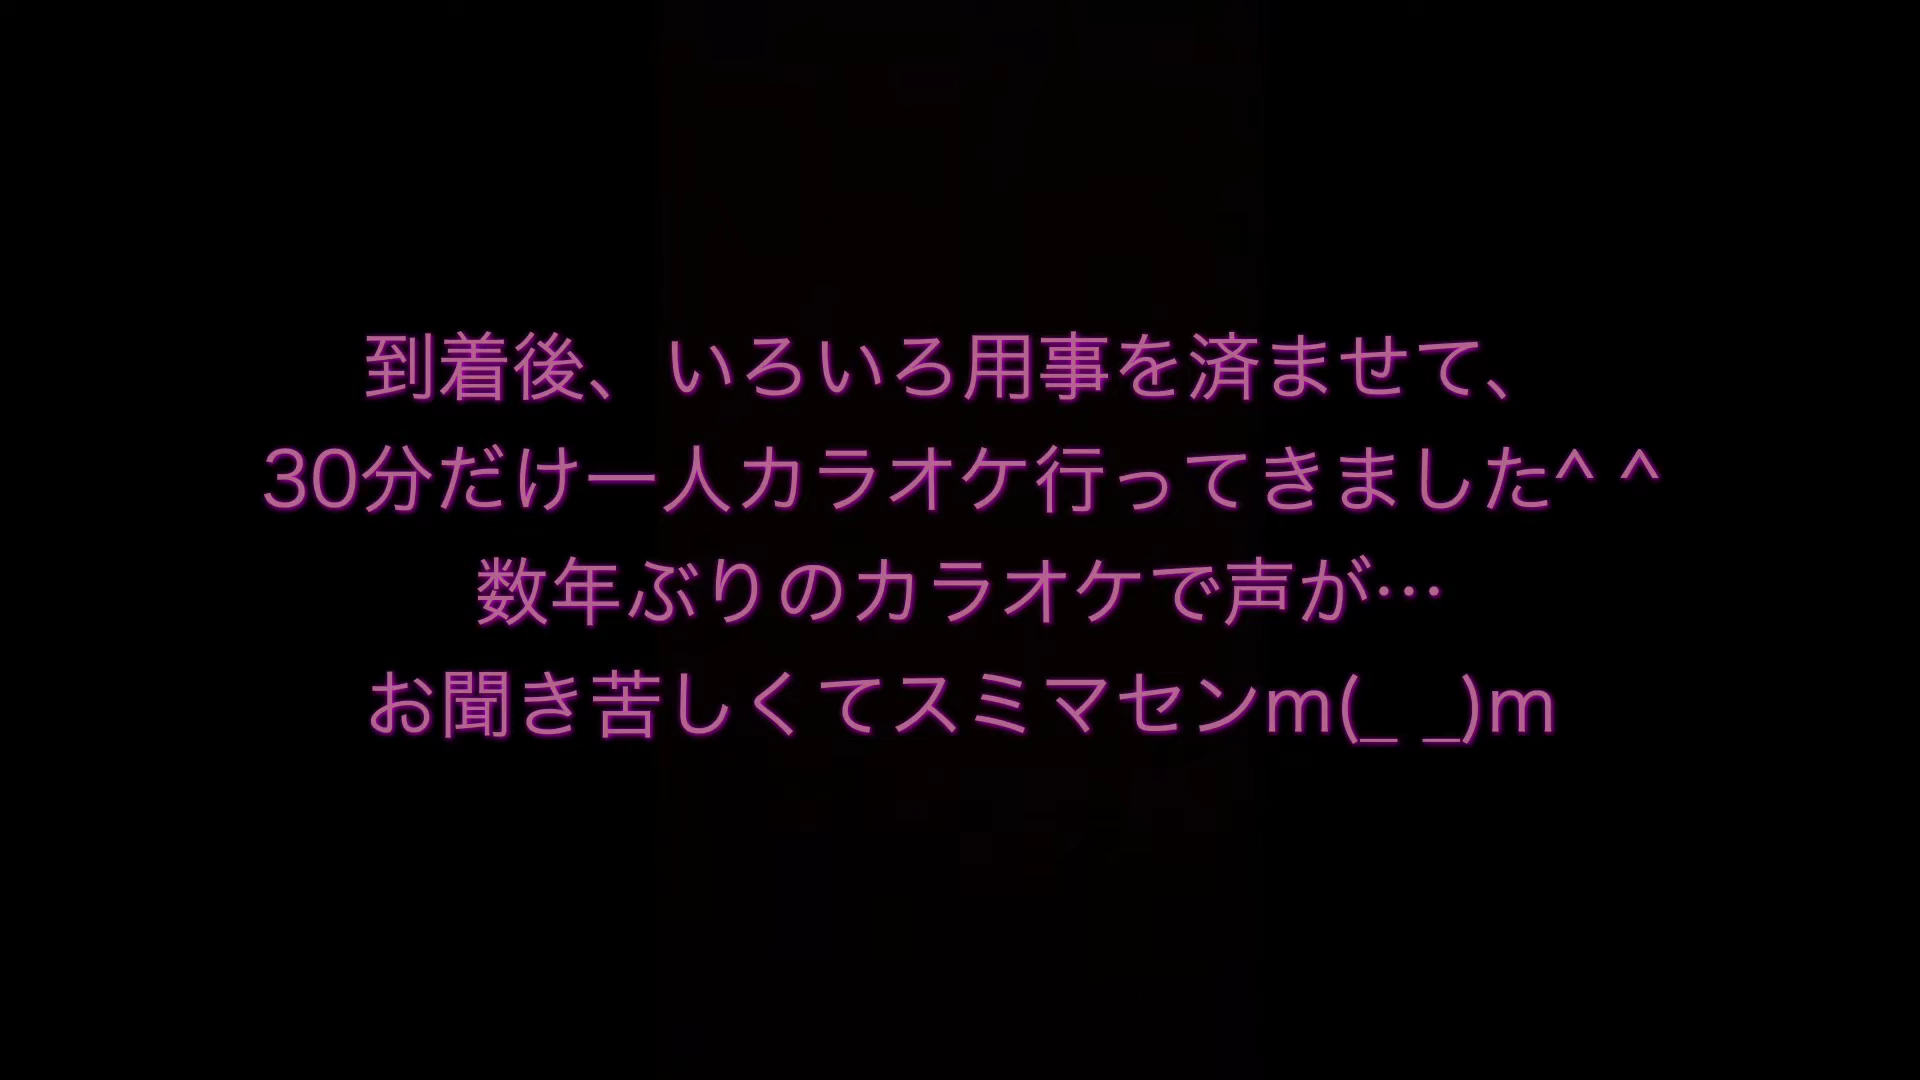 到着後、いろいろ用事を済ませて、
30分だけ一人カラオケ行ってきました^ ^
数年ぶりのカラオケで声が…
お聞き苦しくてスミマセンm(_ _)m